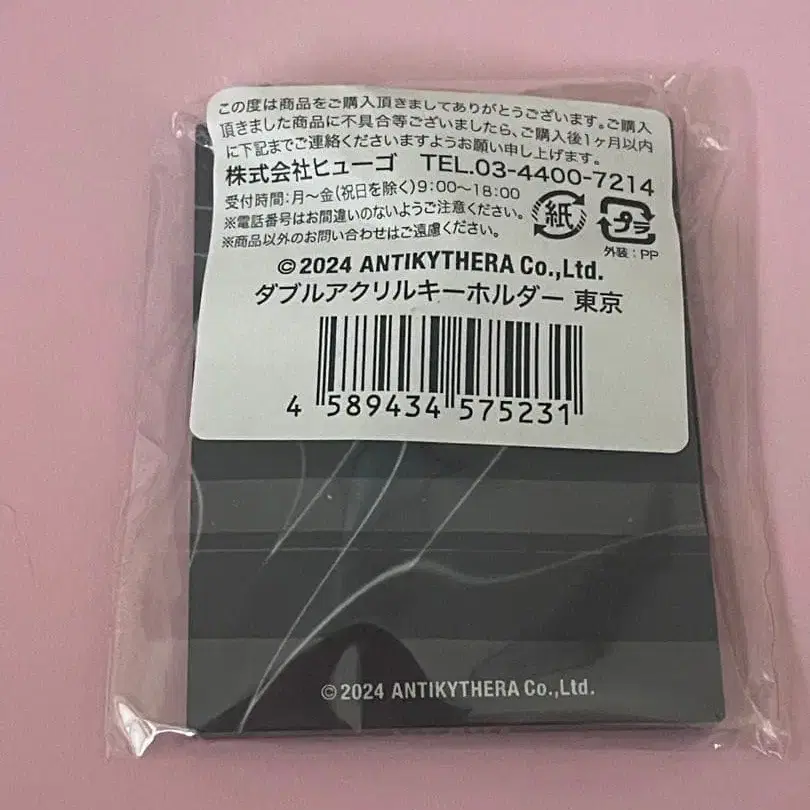 この度は商品をご購入頂きましてありがとうございます。ご購入
頂きました商品に不具合等ございましたら、ご購入後1ヶ月以内
に下記までご連絡くださいますようお願い申し上げます。
株式会社ヒューゴ TEL.03-4400-7214
受付時間:月〜金(祝日を除く)9:00〜18:00
※電話番号はお間違いのないようご注意ください。
※商品以外のお問い合わせはご遠慮ください。
紙
プラ
外装:PP
©2024 ANTIKYTHERA Co.,Ltd.
ダブルアクリルキーホルダー 東京
4 589434 575231
©2024 ANTIKYTHERA Co.,Ltd.